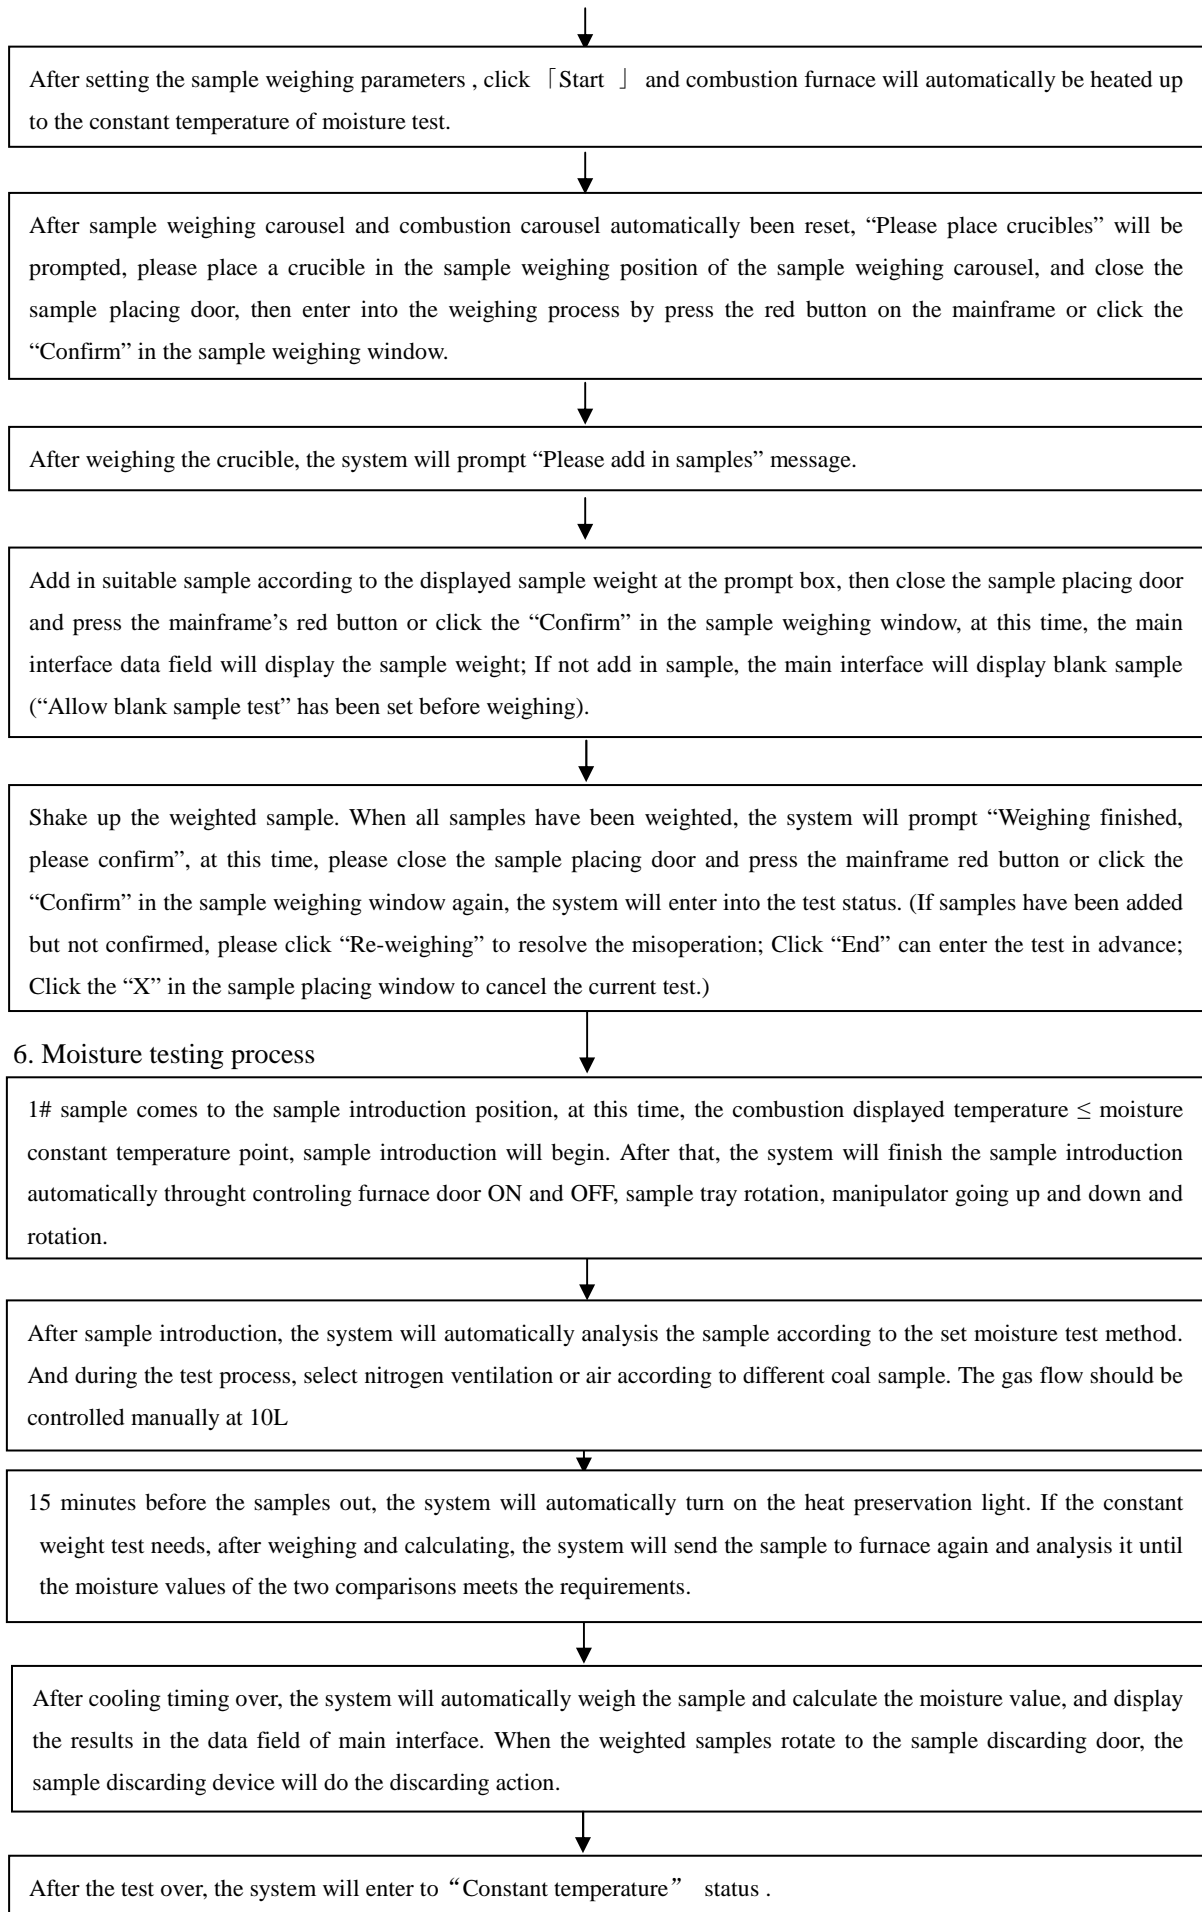 After setting the sample weighing parameters , click 「Start 」 and combustion furnace will automatically be heated up
to the constant temperature of moisture test.
After sample weighing carousel and combustion carousel automatically been reset, “Please place crucibles” will be
prompted, please place a crucible in the sample weighing position of the sample weighing carousel, and close the
sample placing door, then enter into the weighing process by press the red button on the mainframe or click the
“Confirm” in the sample weighing window.
After weighing the crucible, the system will prompt “Please add in samples” message.
Add in suitable sample according to the displayed sample weight at the prompt box, then close the sample placing door
and press the mainframe’s red button or click the “Confirm” in the sample weighing window, at this time, the main
interface data field will display the sample weight; If not add in sample, the main interface will display blank sample
(“Allow blank sample test” has been set before weighing).
Shake up the weighted sample. When all samples have been weighted, the system will prompt “Weighing finished,
please confirm”, at this time, please close the sample placing door and press the mainframe red button or click the
“Confirm” in the sample weighing window again, the system will enter into the test status. (If samples have been added
but not confirmed, please click “Re-weighing” to resolve the misoperation; Click “End” can enter the test in advance;
Click the “X” in the sample placing window to cancel the current test.)
6. Moisture testing process
1# sample comes to the sample introduction position, at this time, the combustion displayed temperature ≤ moisture
constant temperature point, sample introduction will begin. After that, the system will finish the sample introduction
automatically throught controling furnace door ON and OFF, sample tray rotation, manipulator going up and down and
rotation.
After sample introduction, the system will automatically analysis the sample according to the set moisture test method.
And during the test process, select nitrogen ventilation or air according to different coal sample. The gas flow should be
controlled manually at 10L
15 minutes before the samples out, the system will automatically turn on the heat preservation light. If the constant
weight test needs, after weighing and calculating, the system will send the sample to furnace again and analysis it until
the moisture values of the two comparisons meets the requirements.
After cooling timing over, the system will automatically weigh the sample and calculate the moisture value, and display
the results in the data field of main interface. When the weighted samples rotate to the sample discarding door, the
sample discarding device will do the discarding action.
After the test over, the system will enter to “Constant temperature” status .